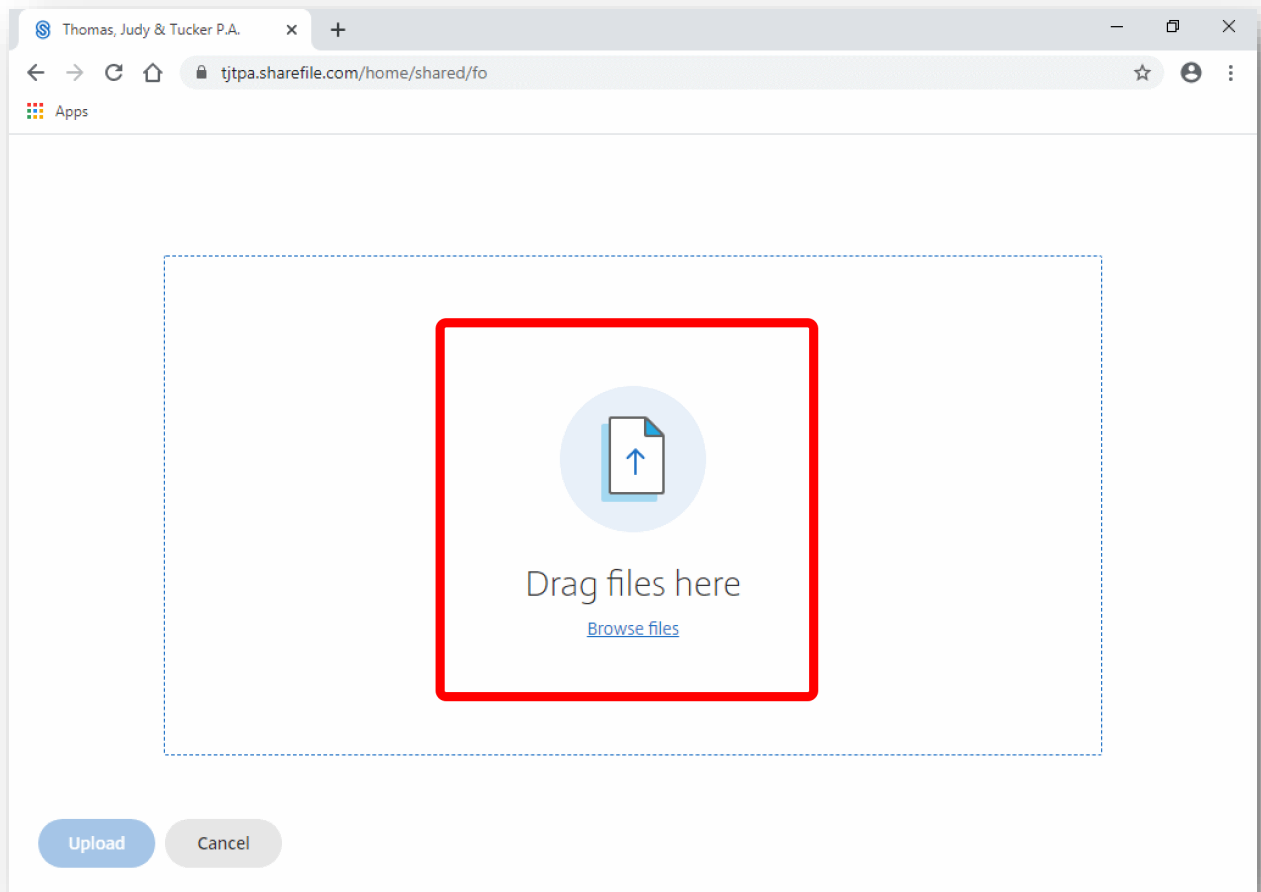 Thomas, Judy & Tucker P.A.
tjtpa.sharefile.com/home/shared/fo
Apps
Drag files here
Browse files
Upload Cancel